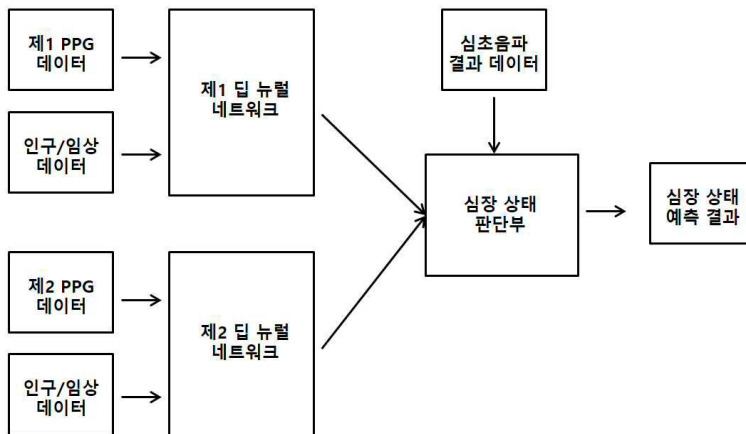 제1 PPG
데이터
인구/임상
데이터
제1 딥 뉴럴
네트워크
심초음파
결과 데이터
심장 상태
판단부
심장 상태
예측 결과
제2 PPG
데이터
인구/임상
데이터
제2 딥 뉴럴
네트워크